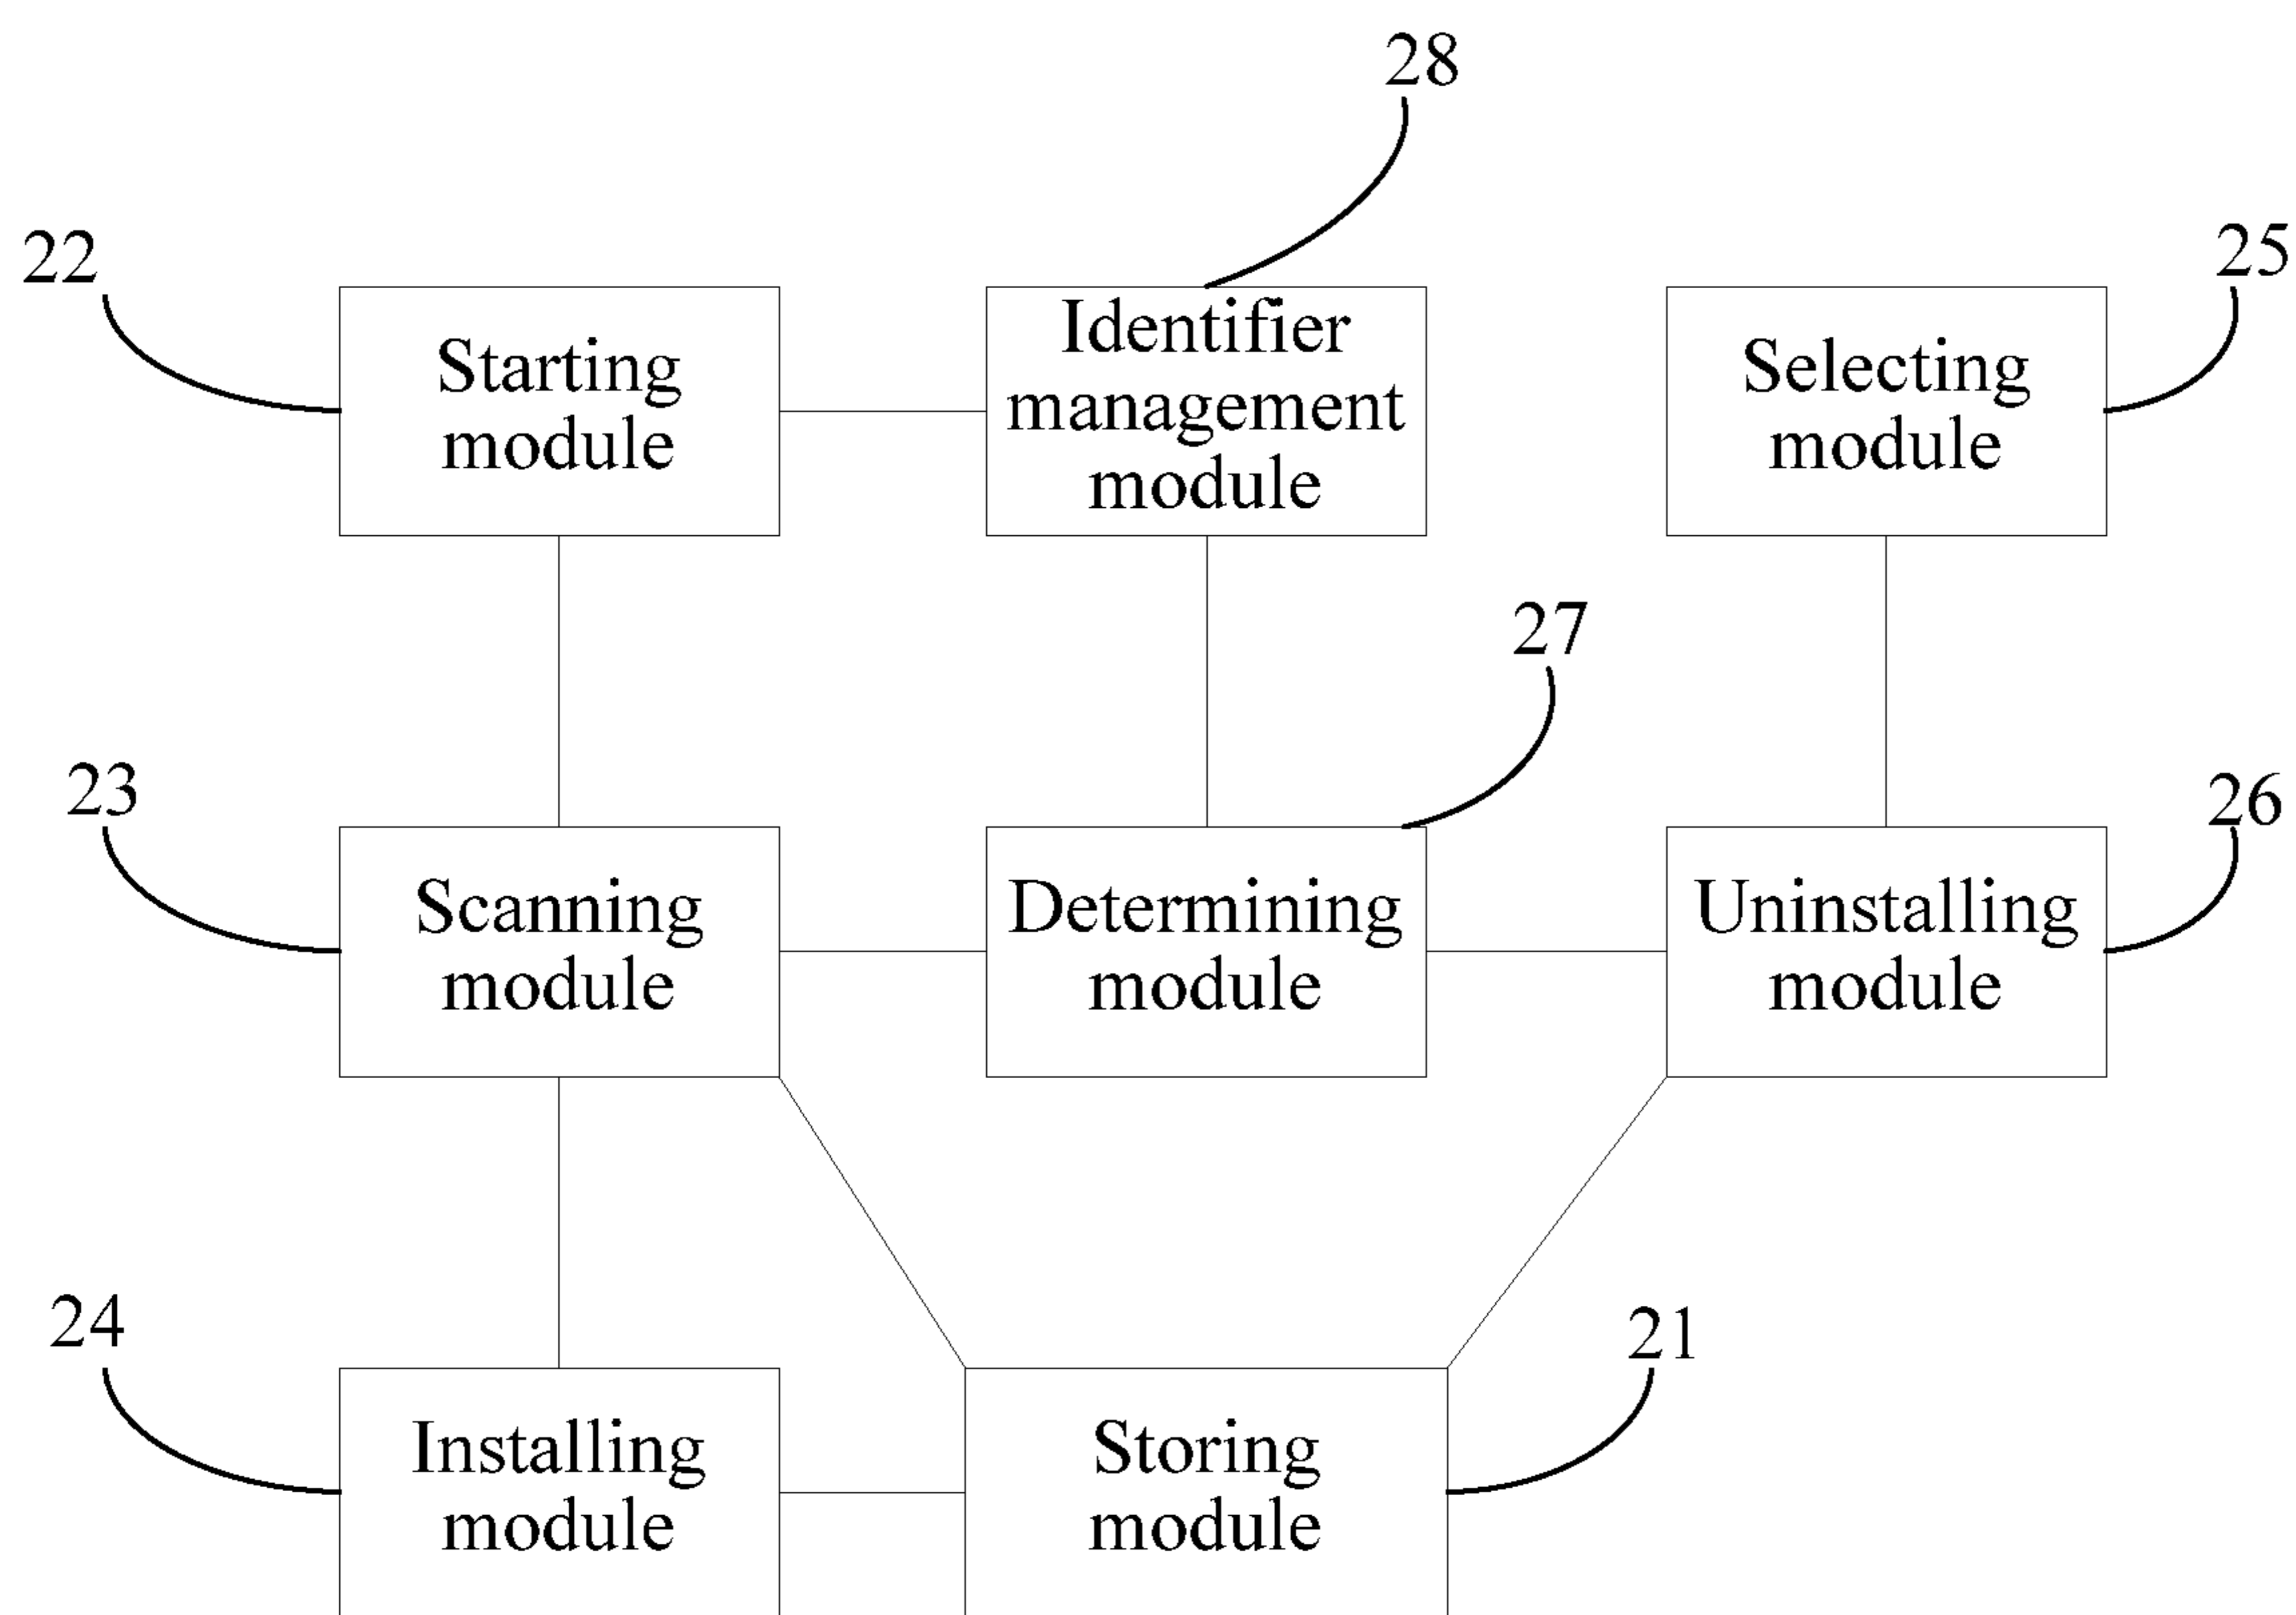 28
22
25
Starting
module
Identifier
management
module
Selecting
module
27
23
26
Scanning
module
Determining
module
Uninstalling
module
24
21
Installing
module
Storing
module